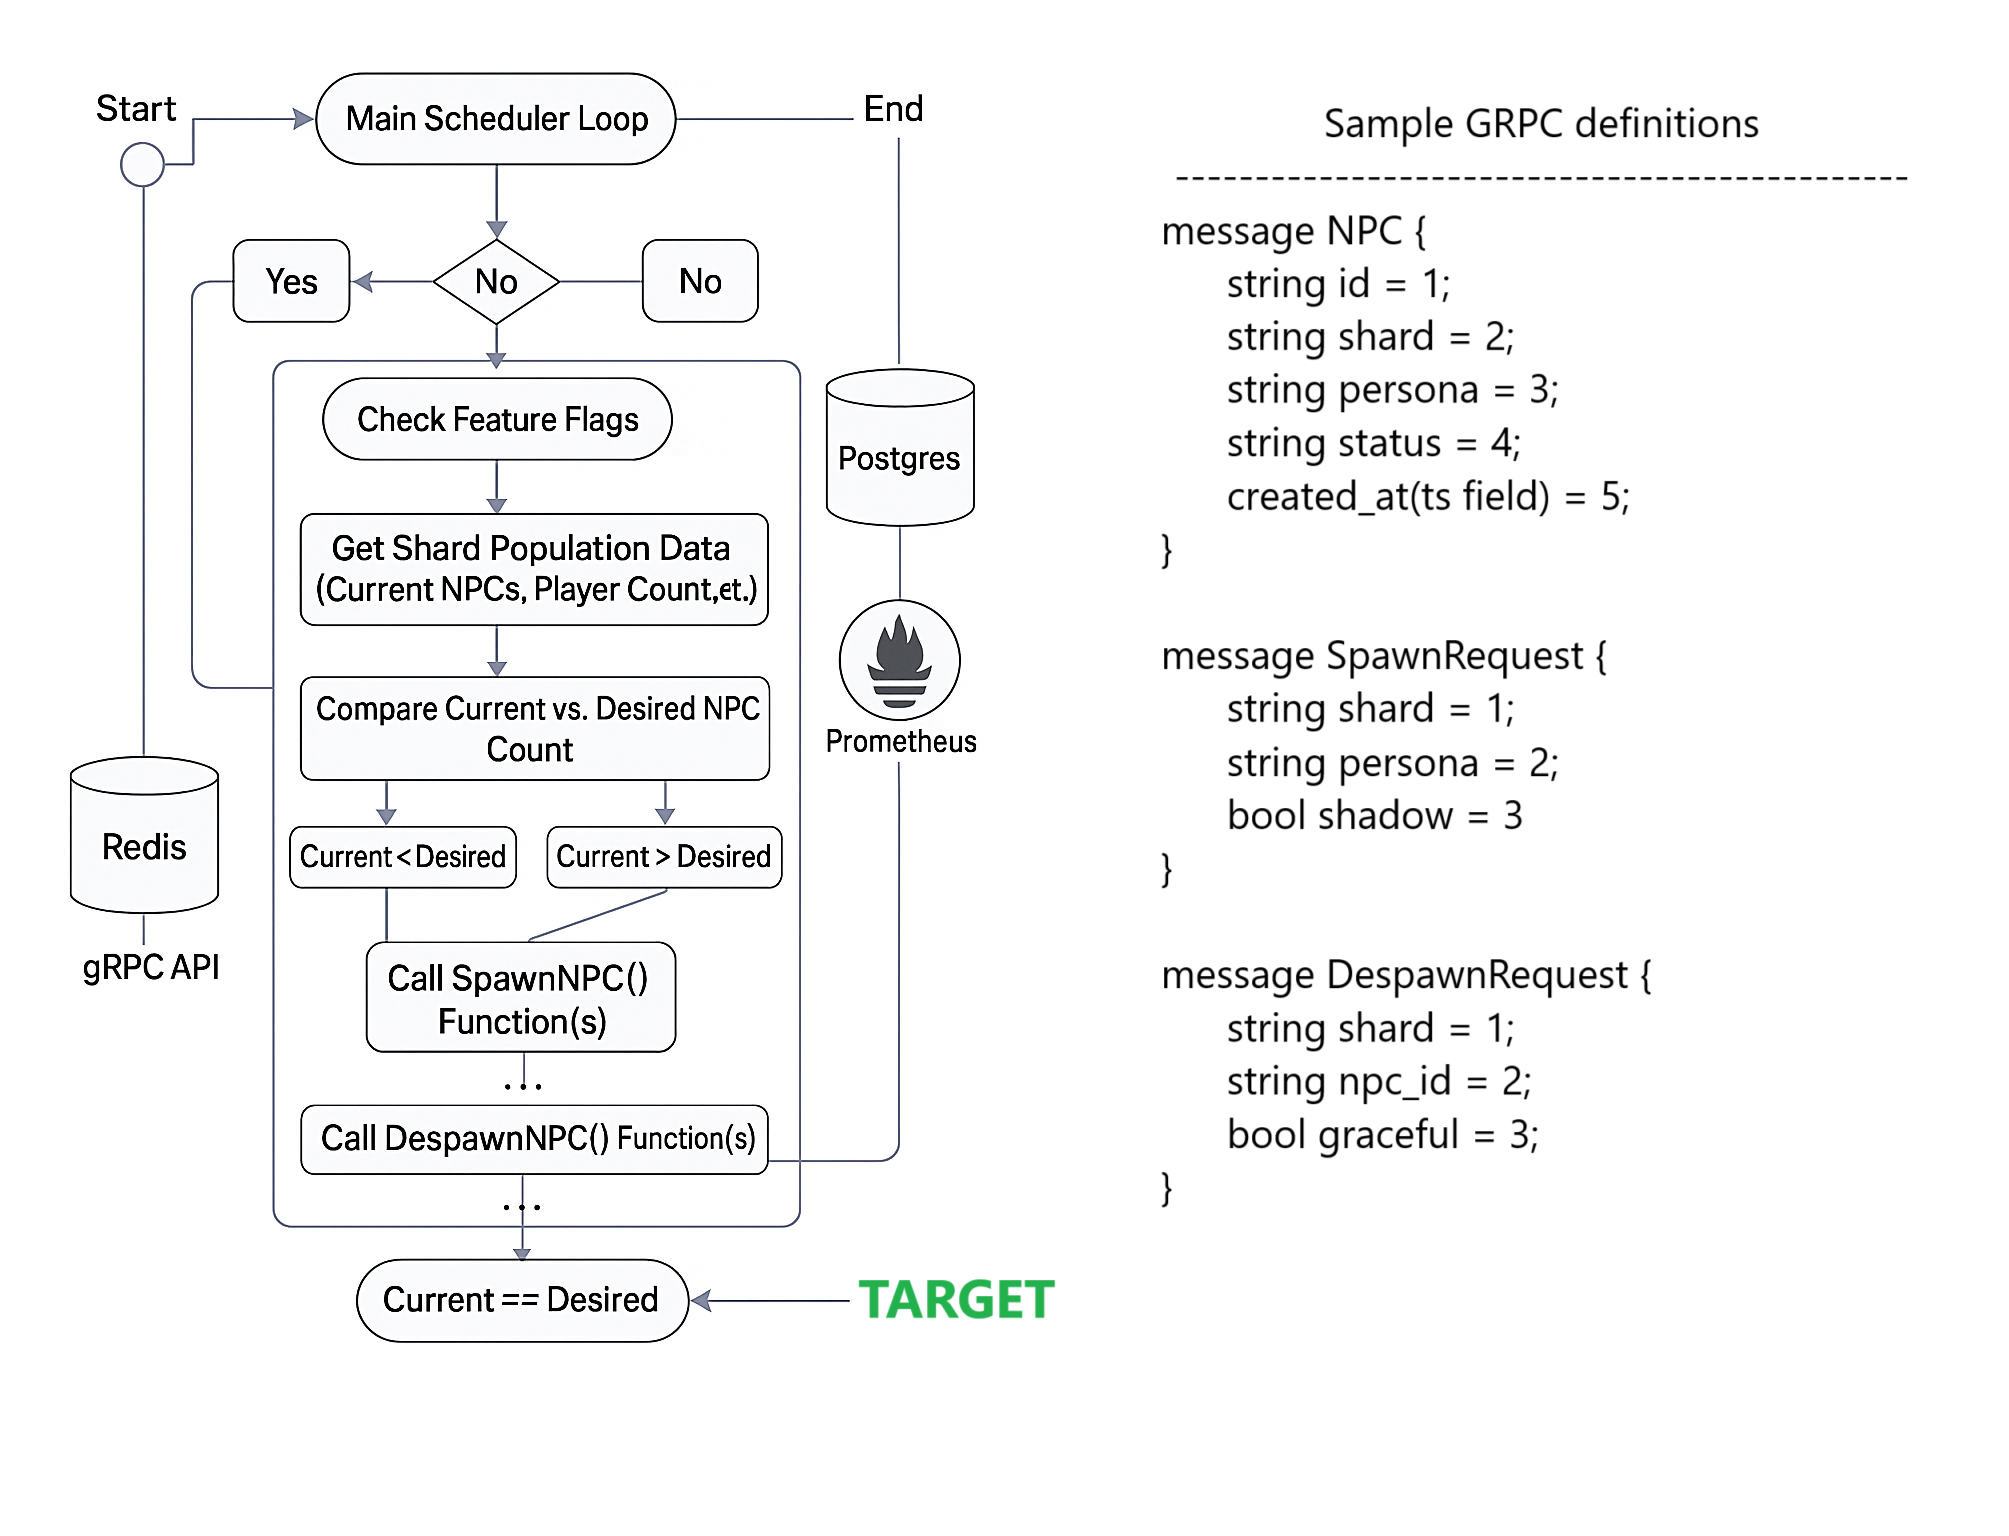 Start
Main Scheduler Loop
End
Yes
No
No
Check Feature Flags
Get Shard Population Data
(Current NPCs, Player Count,et.)
Compare Current vs. Desired NPC
Count
Current < Desired
Current > Desired
Call SpawnNPC()
Function(s)
...
Call DespawnNPC() Function(s)
...
Current == Desired
TARGET
Redis
gRPC API
Postgres
Prometheus
Sample GRPC definitions
----------------------------------------------
message NPC {
string id = 1;
string shard = 2;
string persona = 3;
string status = 4;
created_at(ts field) = 5;
}
message SpawnRequest {
string shard = 1;
string persona = 2;
bool shadow = 3
}
message DespawnRequest {
string shard = 1;
string npc_id = 2;
bool graceful = 3;
}